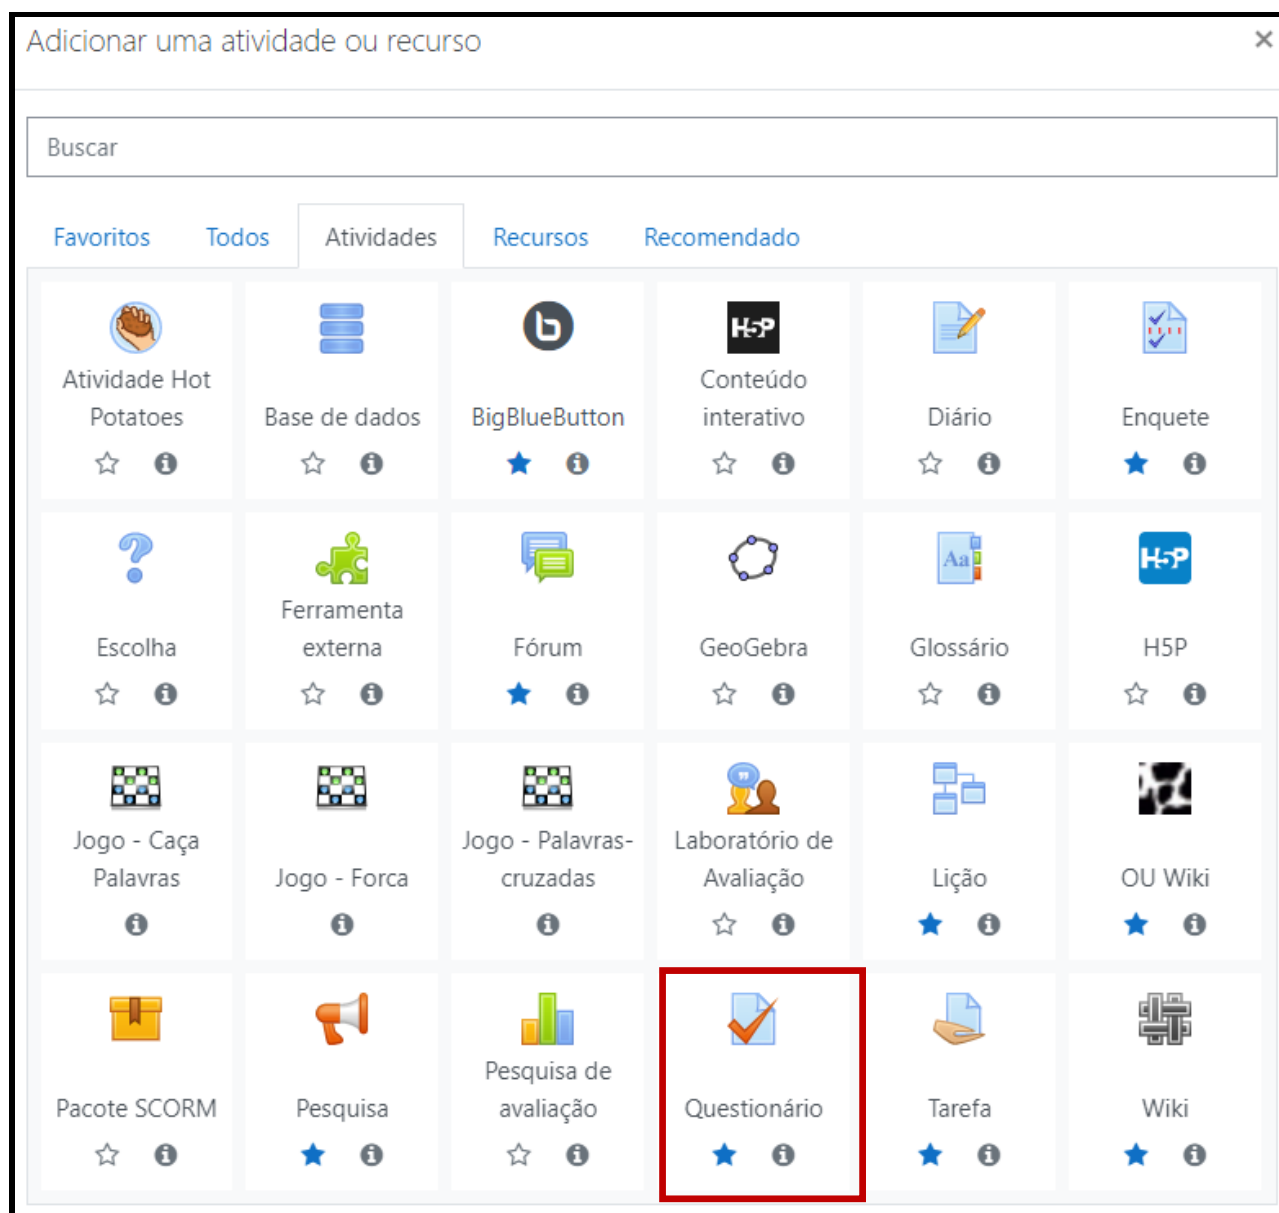 Adicionar uma atividade ou recurso
Buscar
Favoritos Todos Atividades Recursos Recomendado
H5P
Atividade Hot Potatoes
Base de dados
BigBlueButton
Conteúdo interativo
Diário
Enquete
Aa
H5P
Escolha
Ferramenta externa
Fórum
GeoGebra
Glossário
H5P
Jogo - Caça Palavras
Jogo - Forca
Jogo - Palavras-cruzadas
Laboratório de Avaliação
Lição
OU Wiki
Pacote SCORM
Pesquisa
Pesquisa de avaliação
Questionário
Tarefa
Wiki